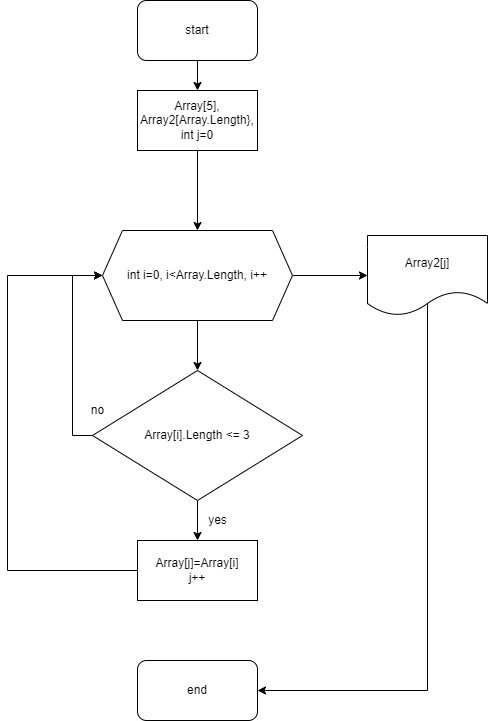 start
Array[5],
Array2[Array.Length},
int j=0
int i=0, i<Array.Length, i++
Array2[j]
no
Array[i].Length <= 3
yes
Array[j]=Array[i]
j++
end